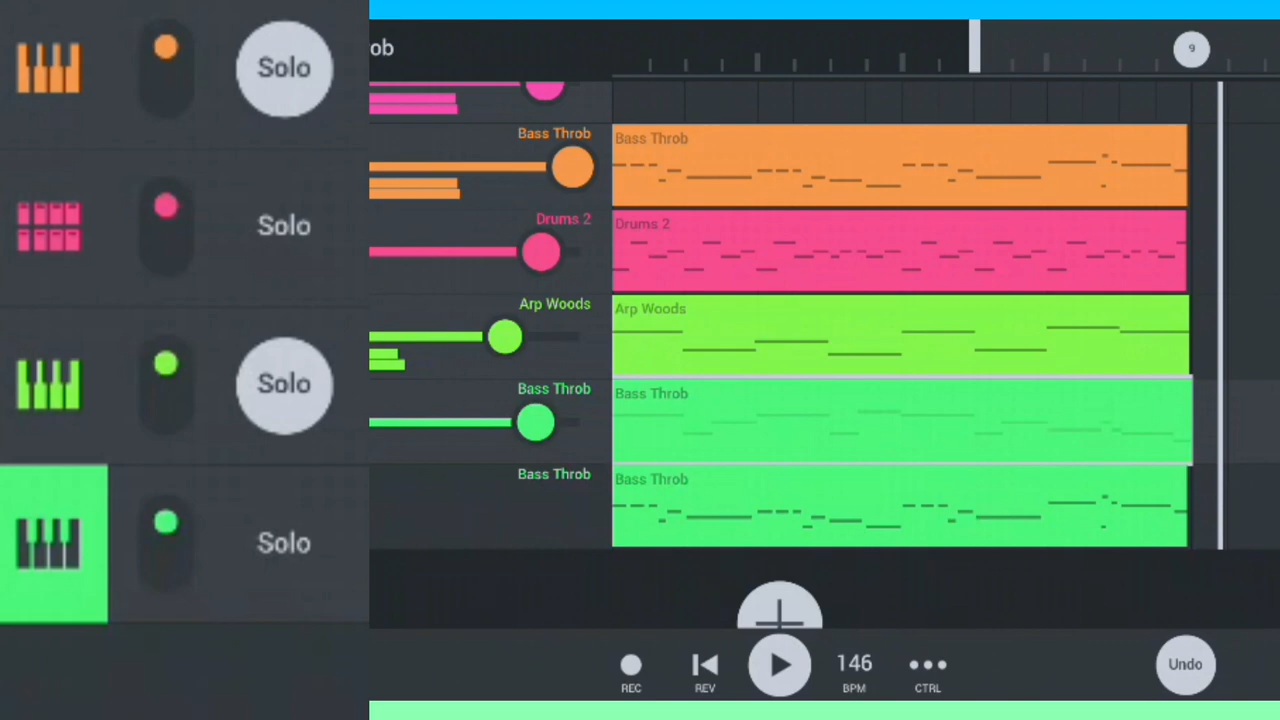 Solo
Solo
Solo
Solo
ob
9
Bass Throb
Bass Throb
Drums 2
Drums 2
Arp Woods
Arp Woods
Bass Throb
Bass Throb
Bass Throb
Bass Throb
REC
REV
146
BPM
CTRL
Undo